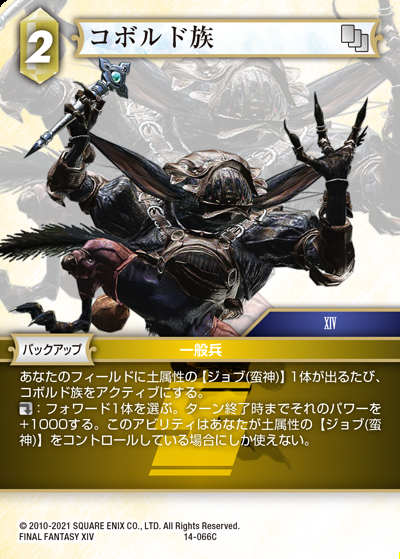 2
コボルド族
XIV
バックアップ
一般兵
あなたのフィールドに土属性の【ジョブ(蛮神)】1体が出るたび、
コボルド族をアクティブにする。
：フォワード1体を選ぶ。ターン終了時までそれのパワーを
+1000する。このアビリティはあなたが土属性の【ジョブ(蛮
神)】をコントロールしている場合にしか使えない。
© 2010-2021 SQUARE ENIX CO., LTD. All Rights Reserved.
FINAL FANTASY XIV
14-066C